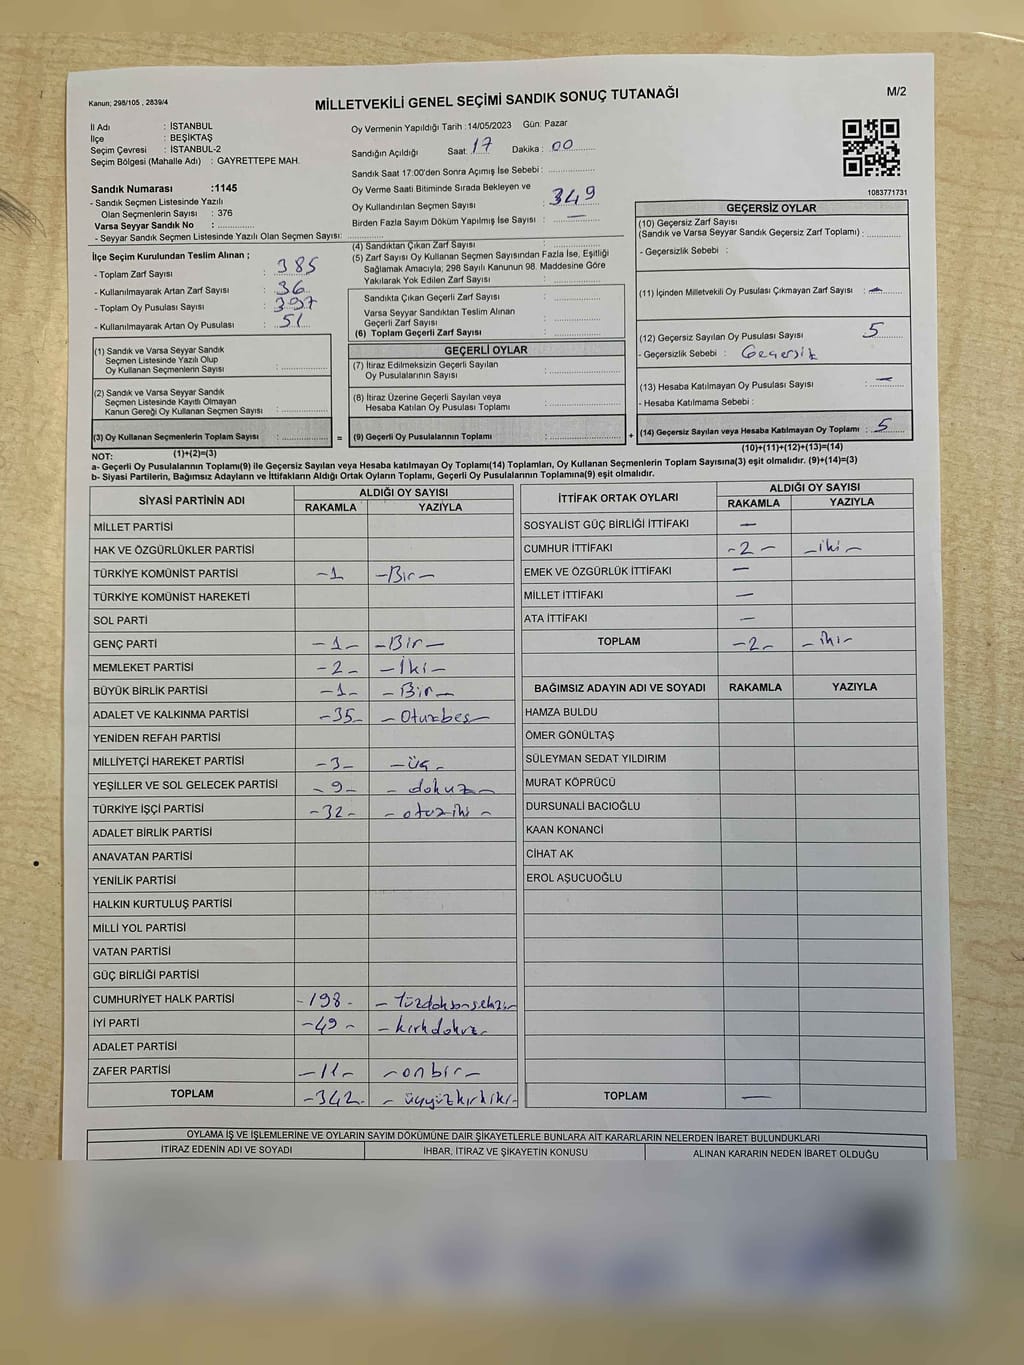 Kanun; 298/105 , 2839/4
MİLLETVEKİLİ GENEL SEÇİMİ SANDIK SONUÇ TUTANAĞI
M/2
İl Adı : İSTANBUL
İlçe : BEŞİKTAŞ
Seçim Çevresi : İSTANBUL-2
Seçim Bölgesi (Mahalle Adı) : GAYRETTEPE MAH.
Sandık Numarası :1145
- Sandık Seçmen Listesinde Yazılı
Olan Seçmenlerin Sayısı : 376
Varsa Seyyar Sandık No :
- Seyyar Sandık Seçmen Listesinde Yazılı Olan Seçmen Sayısı:
Oy Vermenin Yapıldığı Tarih :14/05/2023 Gün: Pazar
Sandığın Açıldığı Saat: 17 Dakika : 00
Sandık Saat 17:00'den Sonra Açımış İse Sebebi :
Oy Verme Saati Bitiminde Sırada Bekleyen ve
Oy Kullandırılan Seçmen Sayısı : 349
Birden Fazla Sayım Döküm Yapılmış İse Sayısı : —
1083771731
İlçe Seçim Kurulundan Teslim Alınan ;
- Toplam Zarf Sayısı : 385
- Kullanılmayarak Artan Zarf Sayısı : 36
- Toplam Oy Pusulası Sayısı : 397
- Kullanılmayarak Artan Oy Pusulası : 51
(1) Sandık ve Varsa Seyyar Sandık
Seçmen Listesinde Yazılı Olup
Oy Kullanan Seçmenlerin Sayısı :
(2) Sandık ve Varsa Seyyar Sandık
Seçmen Listesinde Kayıtlı Olmayan
Kanun Gereği Oy Kullanan Seçmen Sayısı :
(3) Oy Kullanan Seçmenlerin Toplam Sayısı : =
(4) Sandıktan Çıkan Zarf Sayısı :
(5) Zarf Sayısı Oy Kullanan Seçmen Sayısından Fazla İse, Eşitliği
Sağlamak Amacıyla; 298 Sayılı Kanunun 98. Maddesine Göre
Yakılarak Yok Edilen Zarf Sayısı :
Sandıkta Çıkan Geçerli Zarf Sayısı :
Varsa Seyyar Sandıktan Teslim Alınan
Geçerli Zarf Sayısı :
(6) Toplam Geçerli Zarf Sayısı :
GEÇERLİ OYLAR
(7) İtiraz Edilmeksizin Geçerli Sayılan
Oy Pusulalarının Sayısı :
(8) İtiraz Üzerine Geçerli Sayılan veya
Hesaba Katılan Oy Pusulası Toplamı :
(9) Geçerli Oy Pusulalarının Toplamı : +
GEÇERSİZ OYLAR
(10) Geçersiz Zarf Sayısı
(Sandık ve Varsa Seyyar Sandık Geçersiz Zarf Toplamı) :
- Geçersizlik Sebebi :
(11) İçinden Milletvekili Oy Pusulası Çıkmayan Zarf Sayısı : —
(12) Geçersiz Sayılan Oy Pusulası Sayısı : 5
- Geçersizlik Sebebi :
(13) Hesaba Katılmayan Oy Pusulası Sayısı : —
- Hesaba Katılmama Sebebi :
(14) Geçersiz Sayılan veya Hesaba Katılmayan Oy Toplamı : 5
NOT: (1)+(2)=(3)
(10)+(11)+(12)+(13)=(14)
a- Geçerli Oy Pusulalarının Toplamı(9) ile Geçersiz Sayılan veya Hesaba katılmayan Oy Toplamı(14) Toplamları, Oy Kullanan Seçmenlerin Toplam Sayısına(3) eşit olmalıdır. (9)+(14)=(3)
b- Siyasi Partilerin, Bağımsız Adayların ve İttifakların Aldığı Ortak Oyların Toplamı, Geçerli Oy Pusulalarının Toplamına(9) eşit olmalıdır.
SİYASİ PARTİNİN ADI ALDIĞI OY SAYISI
RAKAMLA YAZIYLA
MİLLET PARTİSİ
HAK VE ÖZGÜRLÜKLER PARTİSİ
TÜRKİYE KOMÜNİST PARTİSİ -1 -Bir-
TÜRKİYE KOMÜNİST HAREKETİ
SOL PARTİ
GENÇ PARTİ -1- -Bir-
MEMLEKET PARTİSİ -2- -İki-
BÜYÜK BİRLİK PARTİSİ -1- -Bir-
ADALET VE KALKINMA PARTİSİ -35- -Otuzbeş-
YENİDEN REFAH PARTİSİ
MİLLİYETÇİ HAREKET PARTİSİ -3- -üç-
YEŞİLLER VE SOL GELECEK PARTİSİ -9- -dokuz-
TÜRKİYE İŞÇİ PARTİSİ -32- -otuziki-
ADALET BİRLİK PARTİSİ
ANAVATAN PARTİSİ
YENİLİK PARTİSİ
HALKIN KURTULUŞ PARTİSİ
MİLLİ YOL PARTİSİ
VATAN PARTİSİ
GÜÇ BİRLİĞİ PARTİSİ
CUMHURİYET HALK PARTİSİ -198-
İYİ PARTİ -49- -kırkdokuz-
ADALET PARTİSİ
ZAFER PARTİSİ -11- -onbir-
TOPLAM -342- -üçyüzkırkiki-
İTTİFAK ORTAK OYLARI ALDIĞI OY SAYISI
RAKAMLA YAZIYLA
SOSYALİST GÜÇ BİRLİĞİ İTTİFAKI —
CUMHUR İTTİFAKI -2- -iki-
EMEK VE ÖZGÜRLÜK İTTİFAKI —
MİLLET İTTİFAKI —
ATA İTTİFAKI —
TOPLAM -2- -iki-
BAĞIMSIZ ADAYIN ADI VE SOYADI RAKAMLA YAZIYLA
HAMZA BULDU
ÖMER GÖNÜLTAŞ
SÜLEYMAN SEDAT YILDIRIM
MURAT KÖPRÜCÜ
DURSUNALİ BACIOĞLU
KAAN KONANCİ
CİHAT AK
EROL AŞUCUOĞLU
TOPLAM —
OYLAMA İŞ VE İŞLEMLERİNE VE OYLARIN SAYIM DÖKÜMÜNE DAİR ŞİKAYETLERLE BUNLARA AİT KARARLARIN NELERDEN İBARET BULUNDUKLARI
İTİRAZ EDENİN ADI VE SOYADI İHBAR, İTİRAZ VE ŞİKAYETİN KONUSU ALINAN KARARIN NEDEN İBARET OLDUĞU